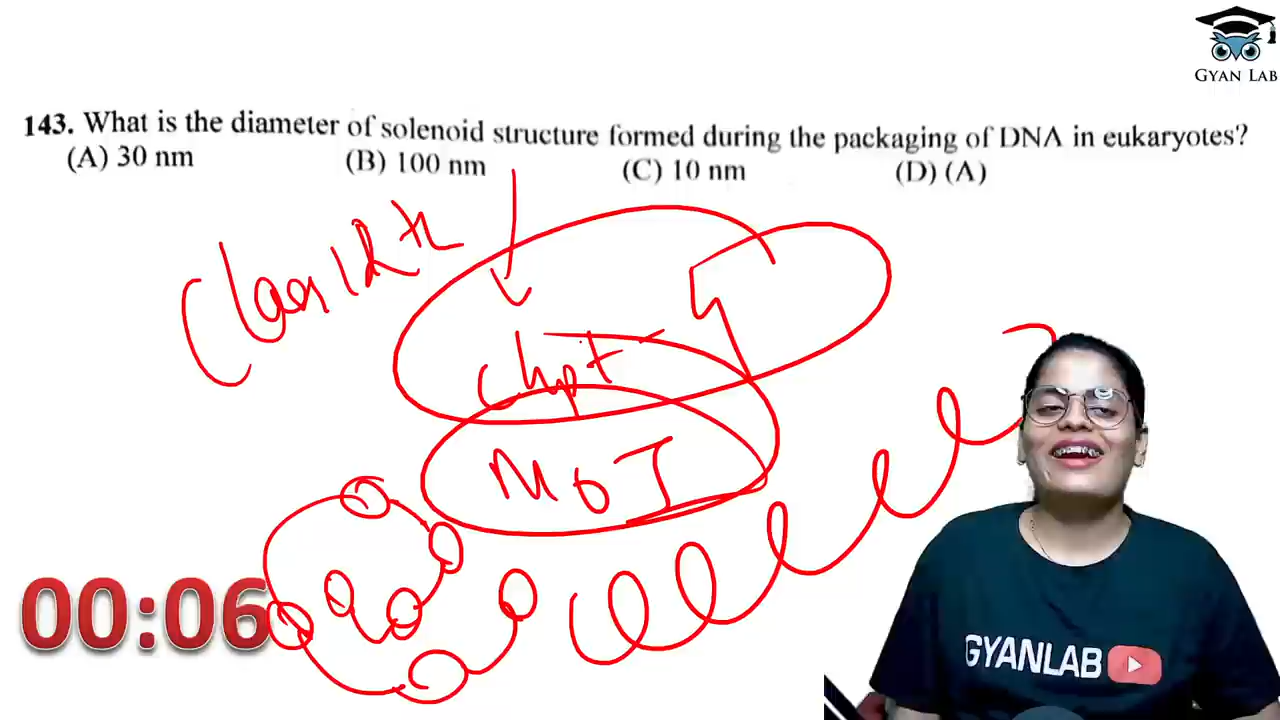 GYAN LAB
143. What is the diameter of solenoid structure formed during the packaging of DNA in eukaryotes?
(A) 30 nm (B) 100 nm (C) 10 nm (D) (A)
Class 12th
chpt-
MOI
00:06
GYANLAB